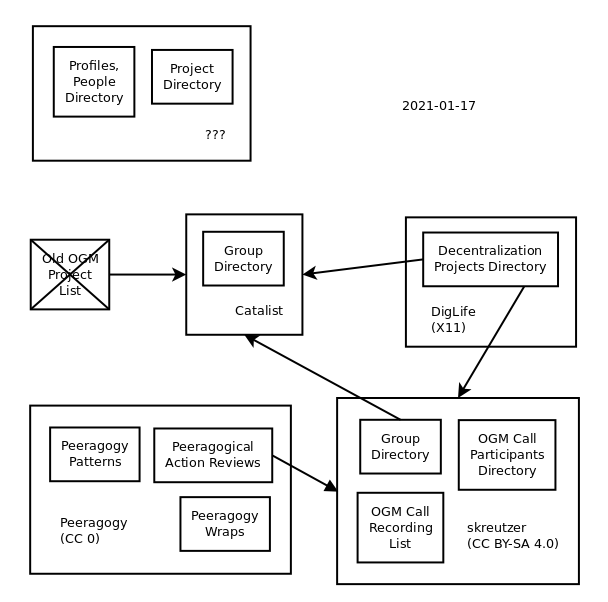 Profiles,
People
Directory
Project
Directory
???
2021-01-17
Old OGM
Project
List
Group
Directory
Catalist
Decentralization
Projects Directory
DigLife
(X11)
Peeragogy
Patterns
Peeragogical
Action Reviews
Peeragogy
(CC 0)
Peeragogy
Wraps
Group
Directory
OGM Call
Participants
Directory
OGM Call
Recording
List
skreutzer
(CC BY-SA 4.0)